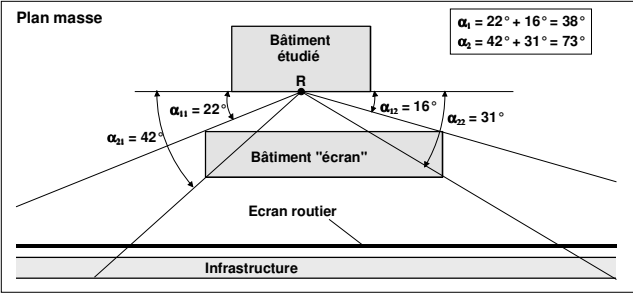 Plan masse
α₁ = 22° + 16° = 38°
α₂ = 42° + 31° = 73°
Bâtiment
étudié
R
α₁₁ = 22°
α₁₂ = 16°
α₂₂ = 31°
α₂₁ = 42°
Bâtiment "écran"
Ecran routier
Infrastructure